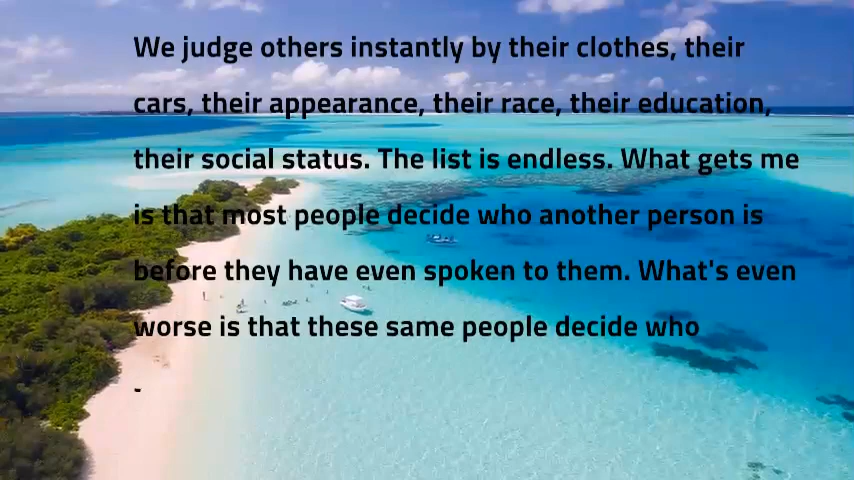 We judge others instantly by their clothes, their
cars, their appearance, their race, their education,
their social status. The list is endless. What gets me
is that most people decide who another person is
before they have even spoken to them. What's even
worse is that these same people decide who